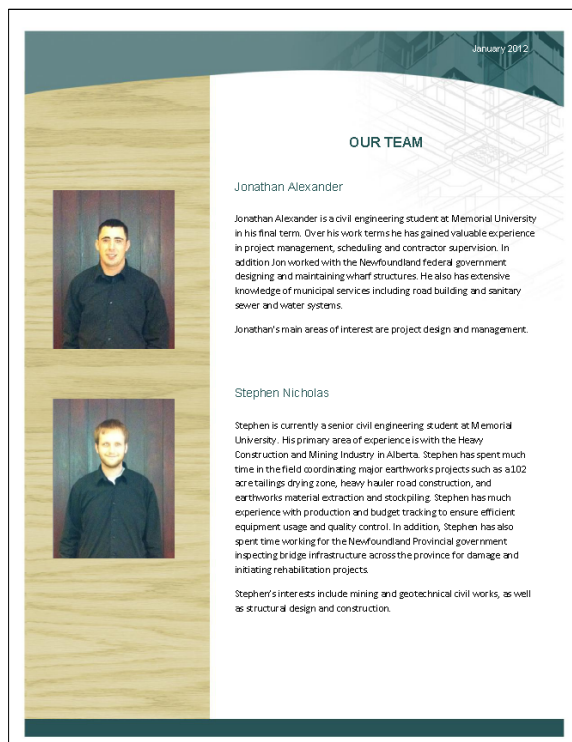 January 2012
OUR TEAM
Jonathan Alexander
Jonathan Alexander is a civil engineering student at Memorial University
in his final term. Over his work terms he has gained valuable experience
in project management, scheduling and contractor supervision. In
addition Jon worked with the Newfoundland federal government
designing and maintaining wharf structures. He also has extensive
knowledge of municipal services including road building and sanitary
sewer and water systems.
Jonathan's main areas of interest are project design and management.
Stephen Nicholas
Stephen is currently a senior civil engineering student at Memorial
University. His primary area of experience is with the Heavy
Construction and Mining Industry in Alberta. Stephen has spent much
time in the field coordinating major earthworks projects such as a 102
acre tailings drying zone, heavy hauler road construction, and
earthworks material extraction and stockpiling. Stephen has much
experience with production and budget tracking to ensure efficient
equipment usage and quality control. In addition, Stephen has also
spent time working for the Newfoundland Provincial government
inspecting bridge infrastructure across the province for damage and
initiating rehabilitation projects.
Stephen's interests include mining and geotechnical civil works, as well
as structural design and construction.